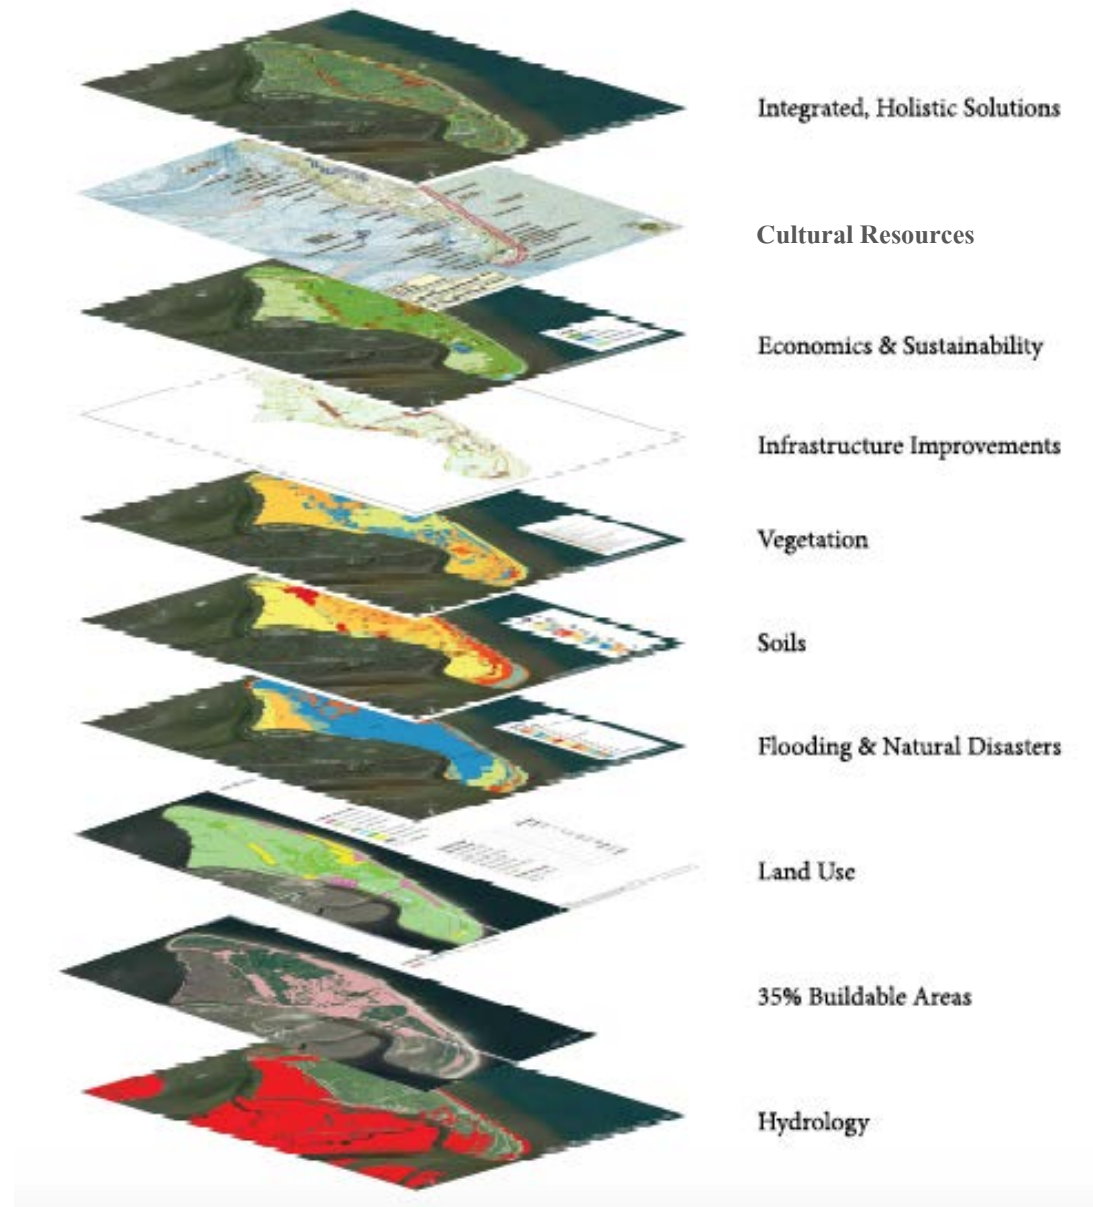 Integrated, Holistic Solutions
Cultural Resources
Economics & Sustainability
Infrastructure Improvements
Vegetation
Soils
Flooding & Natural Disasters
Land Use
35% Buildable Areas
Hydrology